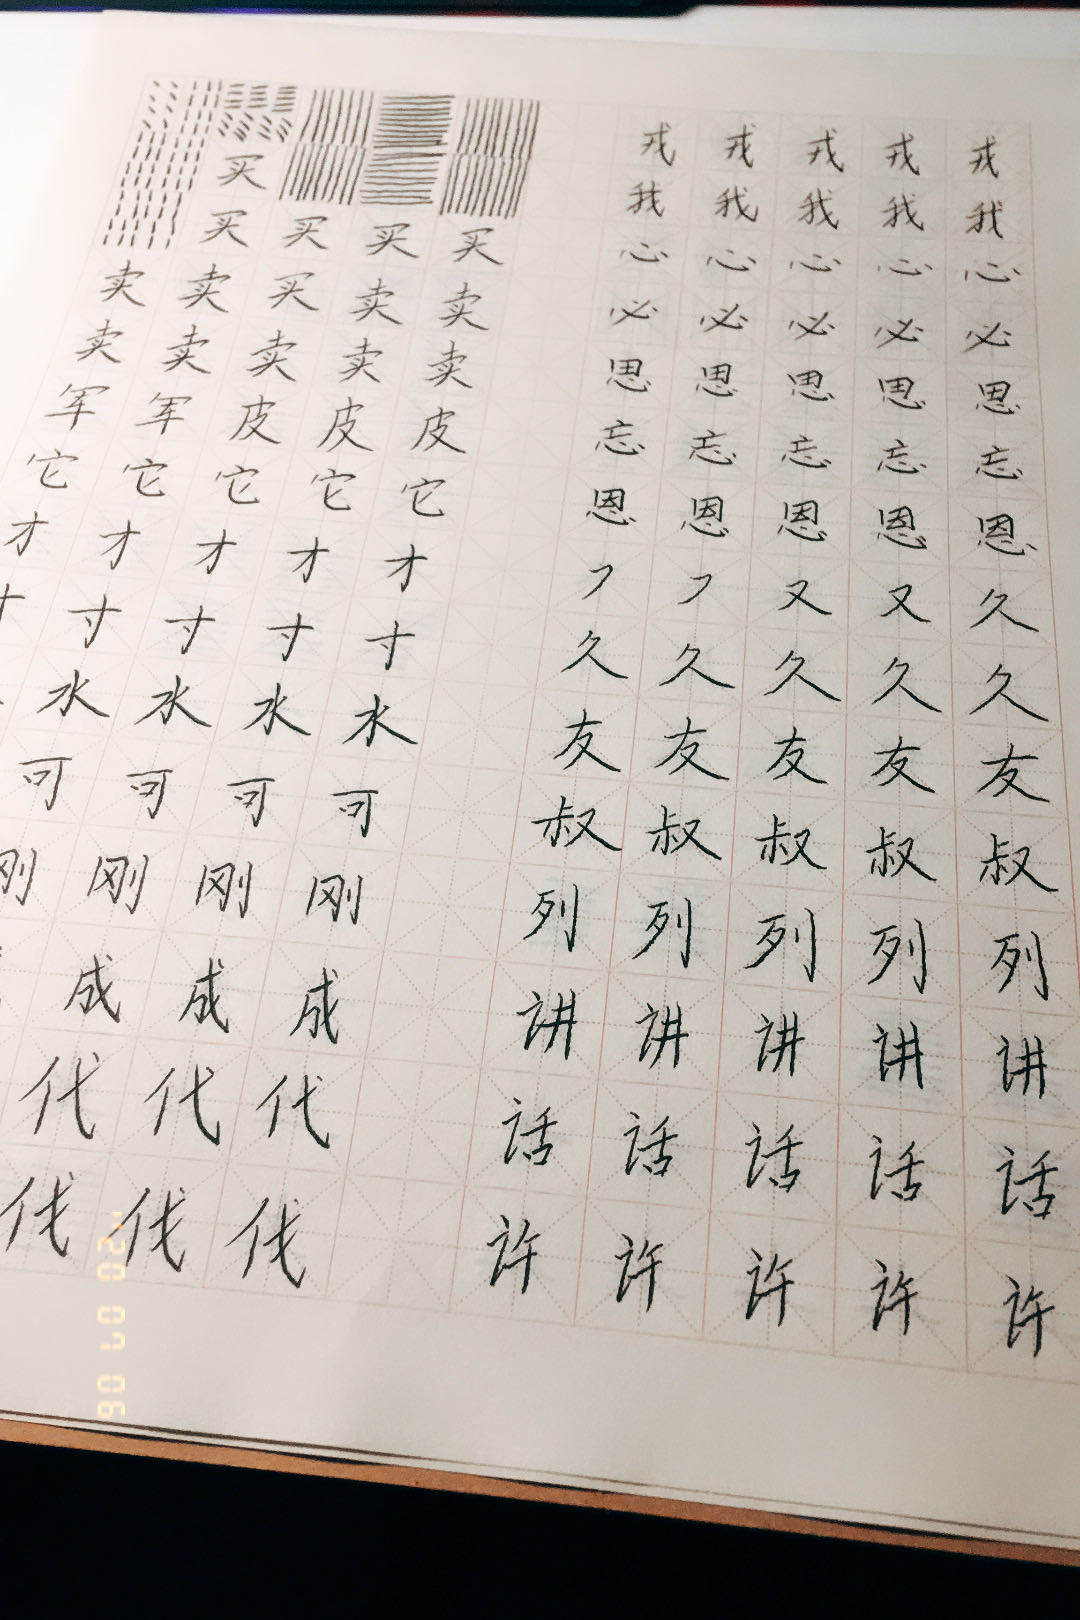 买
买 买 买 买
卖 卖 买 卖 卖
卖 卖 卖 卖 卖
军 军 皮 皮 皮
它 它 它 它 它
才 才 才 才 才
寸 寸 寸 寸 寸
水 水 水 水
可 可 可 可
刚 刚 刚 刚
成 成 成
代 代 代
伐 伐 伐
戎 戎 戎 戎 戎
我 我 我 我 我
心 心 心 心 心
必 必 必 必 必
思 思 思 思 思
忘 忘 忘 忘 忘
恩 恩 恩 恩 恩
㇇ ㇇ 又 又 久
久 久 久 久 久
友 友 友 友 友
叔 叔 叔 叔 叔
列 列 列 列 列
讲 讲 讲 讲 讲
话 话 话 话 话
许 许 许 许 许
'20 07 06